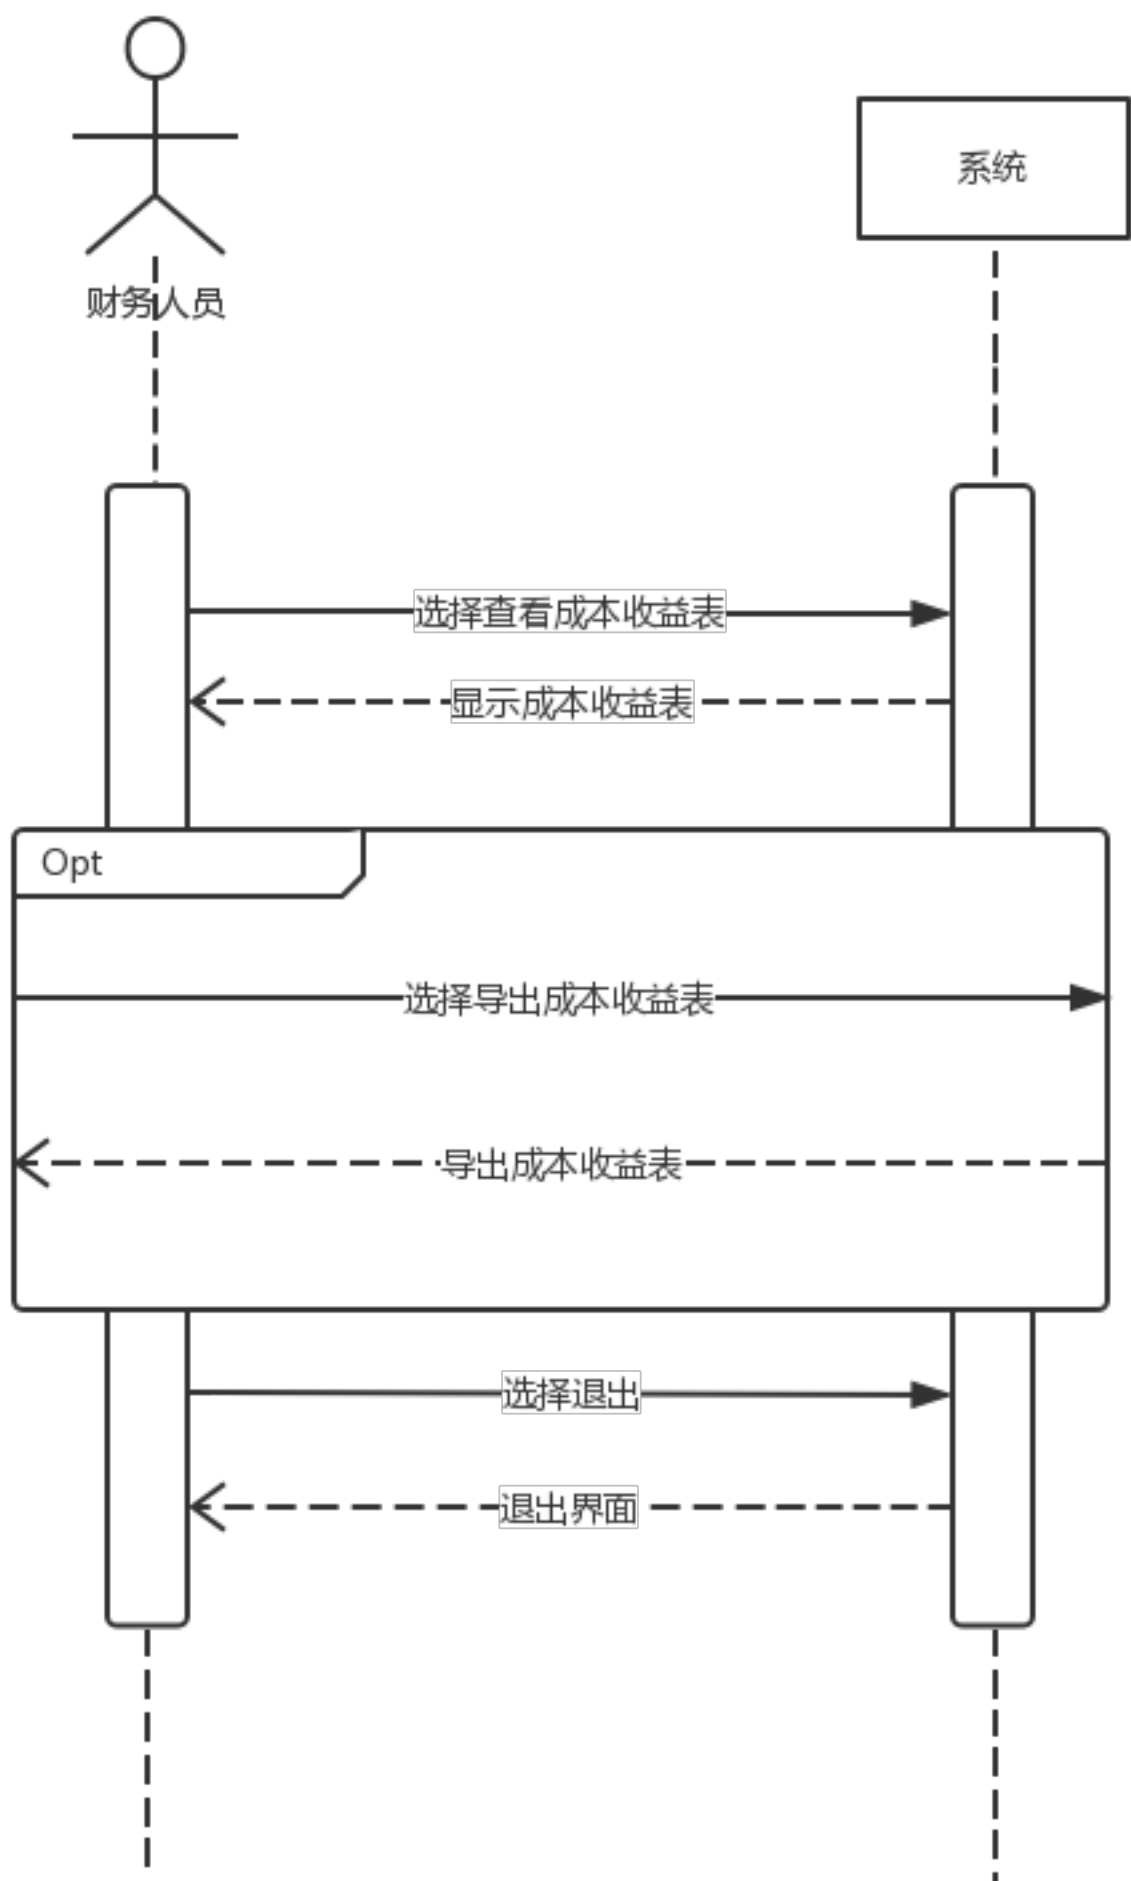 系统
财务人员
选择查看成本收益表
显示成本收益表
Opt
选择导出成本收益表
导出成本收益表
选择退出
退出界面